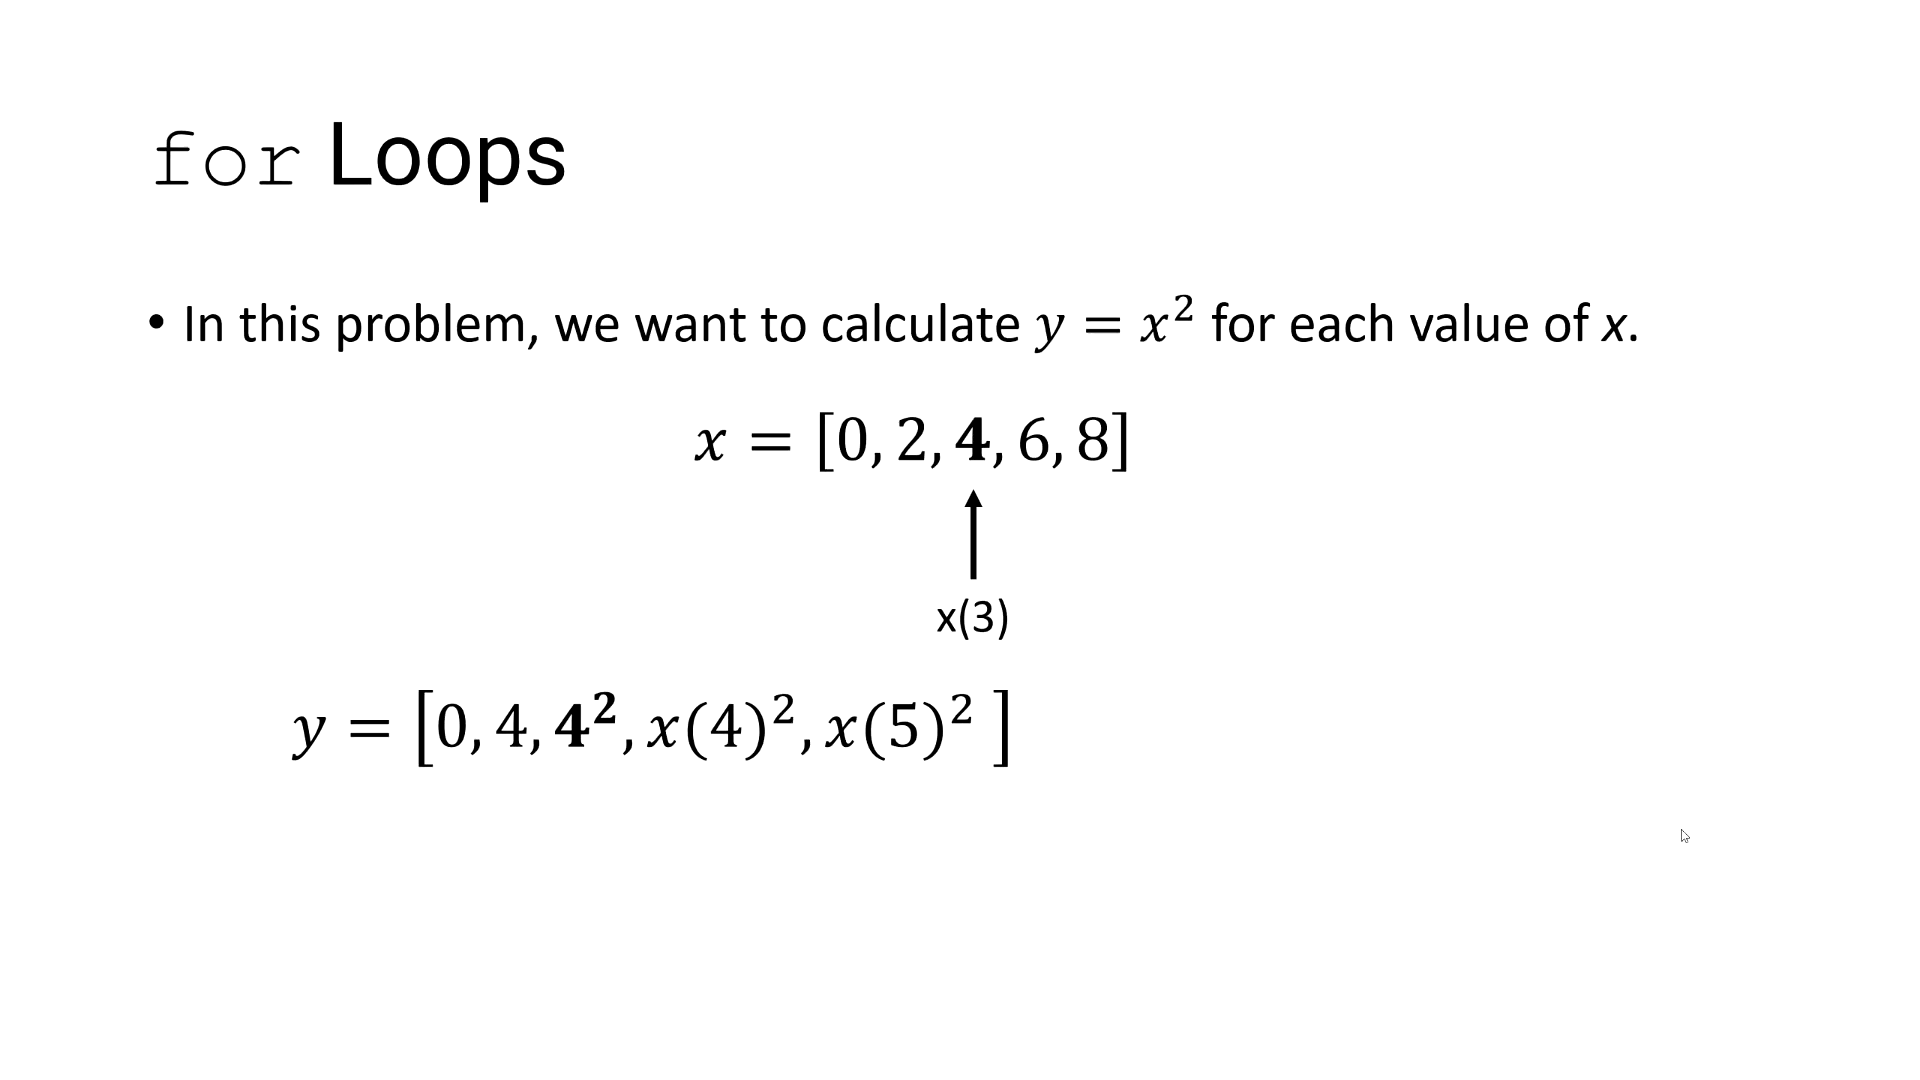 for Loops
• In this problem, we want to calculate 𝑦 = 𝑥² for each value of x.
𝑥 = [0, 2, 𝟒, 6, 8]
x(3)
𝑦 = [0, 4, 𝟒², 𝑥(4)², 𝑥(5)² ]